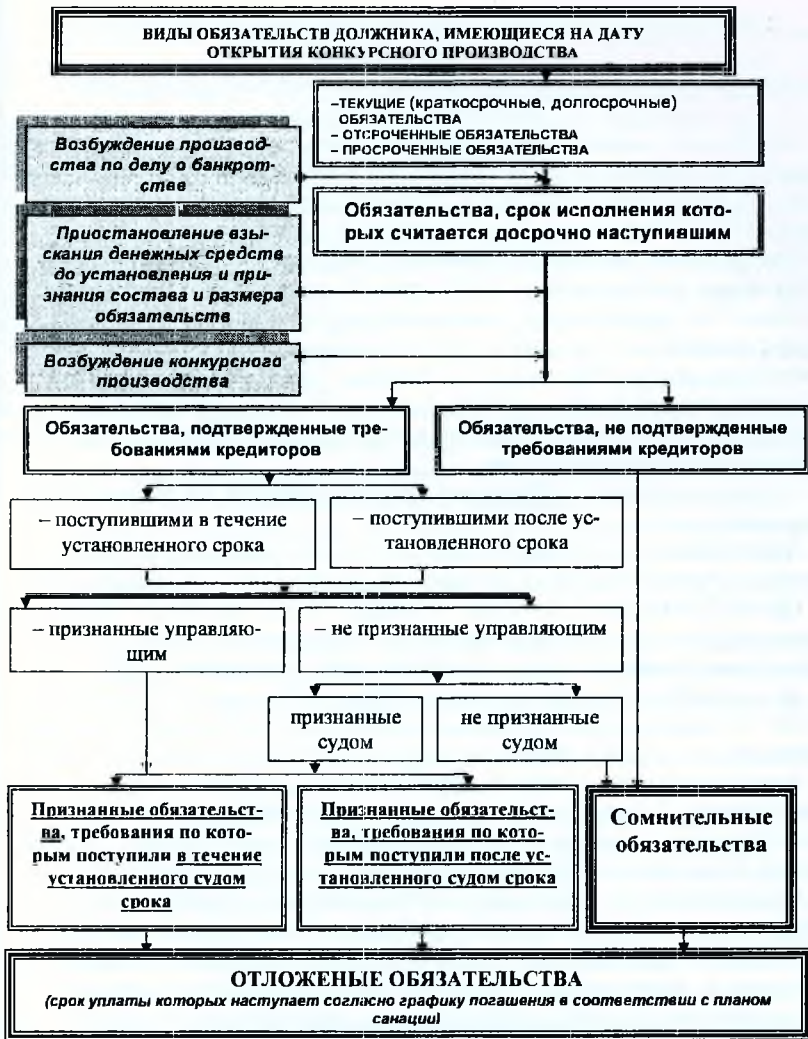 ВИДЫ ОБЯЗАТЕЛЬСТВ ДОЛЖНИКА, ИМЕЮЩИЕСЯ НА ДАТУ
ОТКРЫТИЯ КОНКУРСНОГО ПРОИЗВОДСТВА
–ТЕКУЩИЕ (краткосрочные, долгосрочные)
ОБЯЗАТЕЛЬСТВА
– ОТСРОЧЕННЫЕ ОБЯЗАТЕЛЬСТВА
– ПРОСРОЧЕННЫЕ ОБЯЗАТЕЛЬСТВА
Возбуждение производ-
ства по делу о банкрот-
стве
Обязательства, срок исполнения кото-
рых считается досрочно наступившим
Приостановление взы-
скания денежных средств
до установления и при-
знания состава и размера
обязательств
Возбуждение конкурсного
производства
Обязательства, подтвержденные тре-
бованиями кредиторов
Обязательства, не подтвержденные
требованиями кредиторов
– поступившими в течение
установленного срока
– поступившими после ус-
тановленного срока
– признанные управляю-
щим
– не признанные управляющим
признанные
судом
не признанные
судом
Признанные обязательст-
ва, требования по кото-
рым поступили в течение
установленного судом
срока
Признанные обязательст-
ва, требования по кото-
рым поступили после ус-
тановленного судом срока
Сомнительные
обязательства
ОТЛОЖЕНЫЕ ОБЯЗАТЕЛЬСТВА
(срок уплаты которых наступает согласно графику погашения в соответствии с планом
санации)